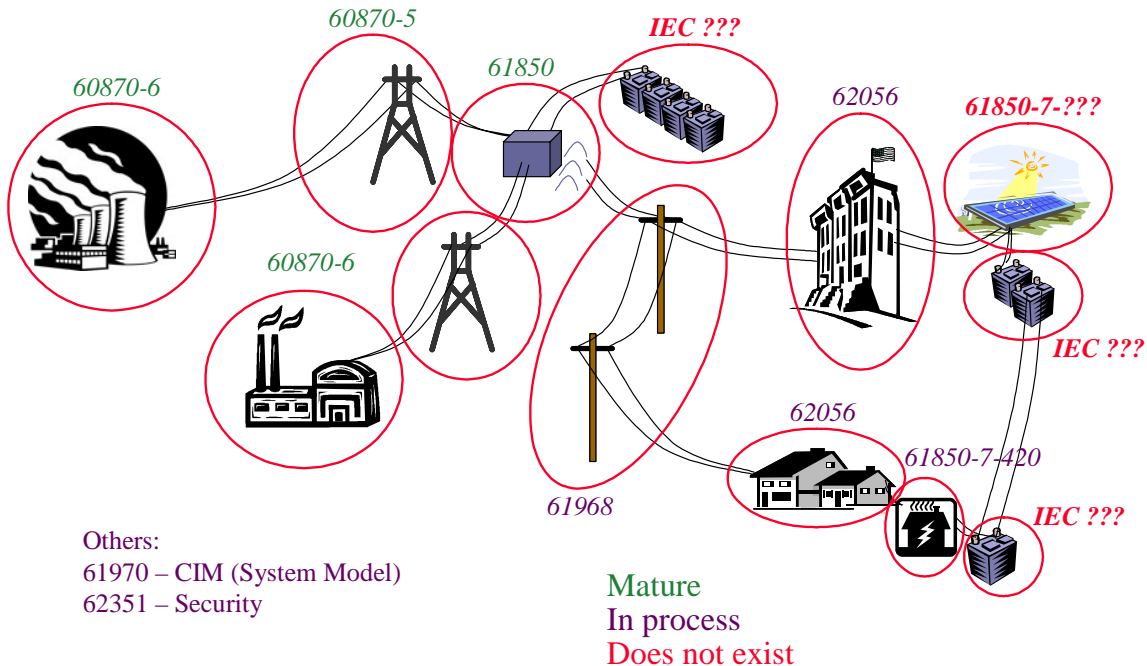 60870-5
IEC ???
60870-6
61850
62056
61850-7-???
60870-6
IEC ???
62056
61850-7-420
61968
IEC ???
Others:
61970 – CIM (System Model)
62351 – Security
Mature
In process
Does not exist